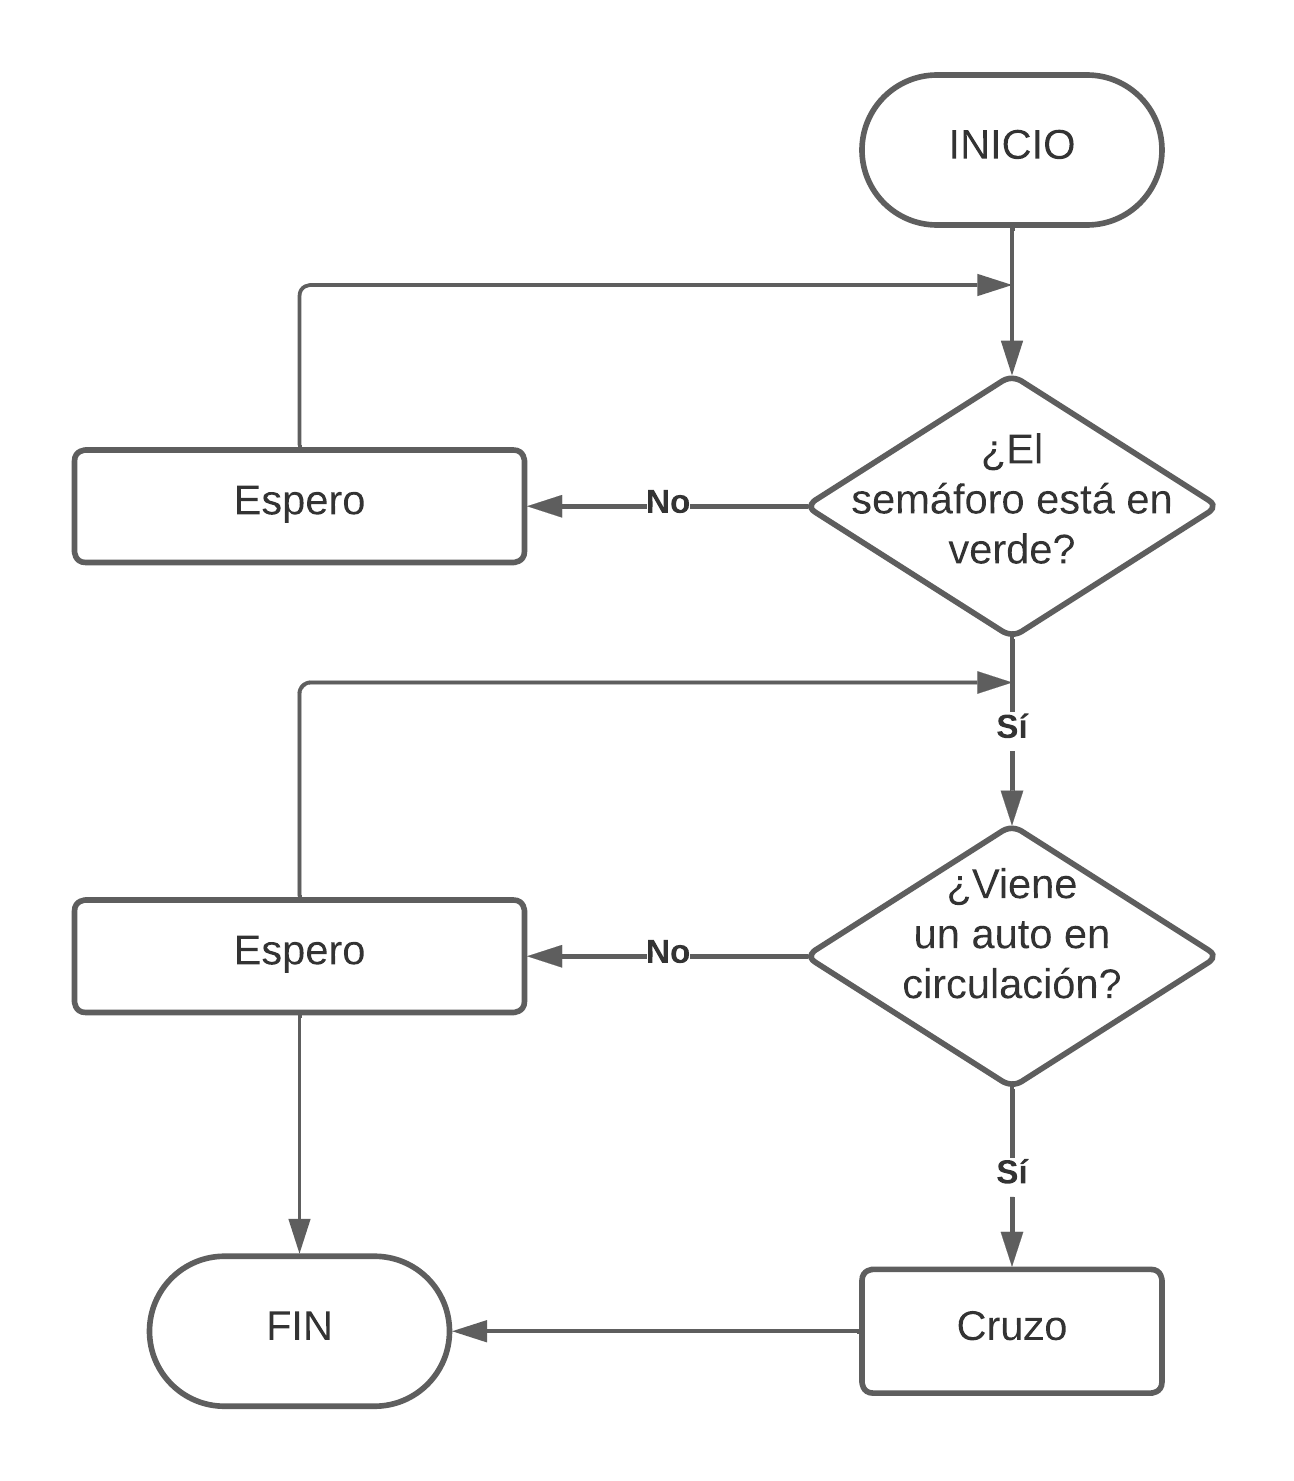 INICIO
¿El
semáforo está en
verde?
No
Espero
Sí
¿Viene
un auto en
circulación?
No
Espero
Sí
Cruzo
FIN